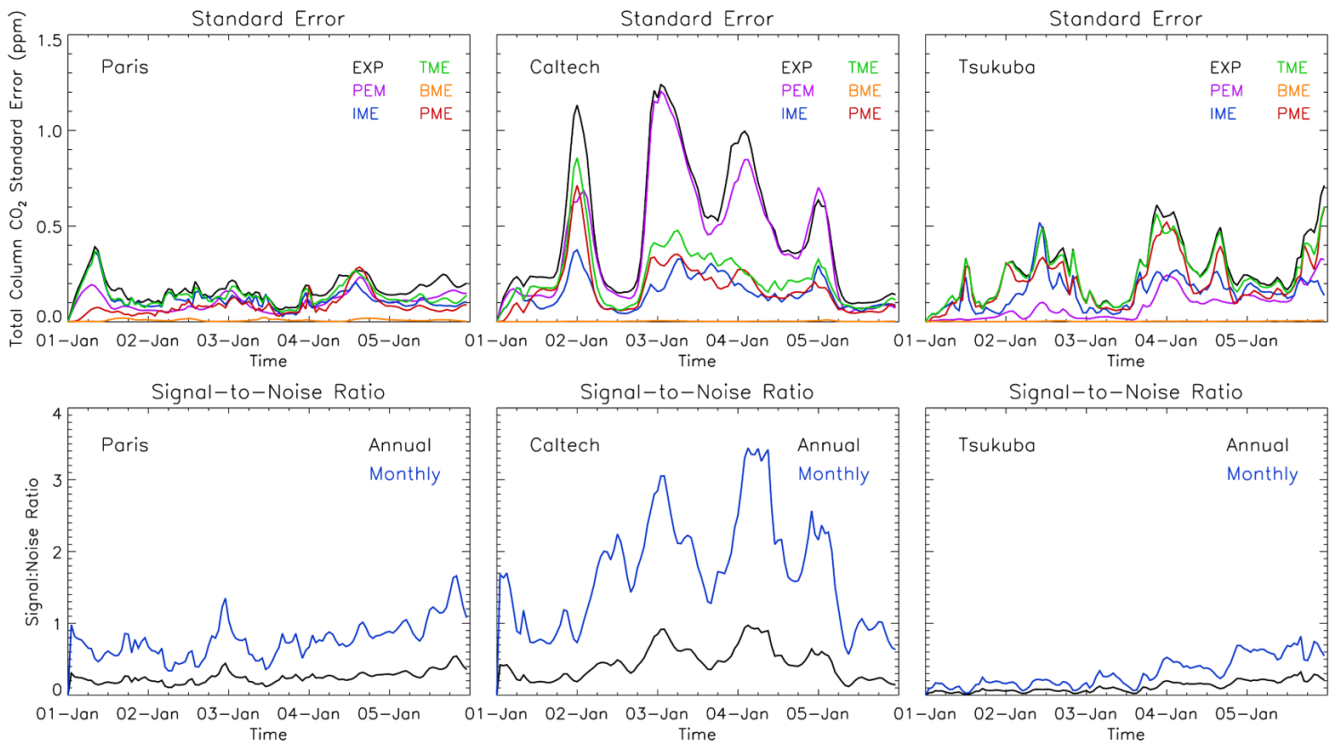 Standard Error
Standard Error
Standard Error
Total Column CO₂ Standard Error (ppm)
1.5
1.0
0.5
0.0
Paris
EXP TME
PEM BME
IME PME
Caltech
EXP TME
PEM BME
IME PME
Tsukuba
EXP TME
PEM BME
IME PME
01-Jan 02-Jan 03-Jan 04-Jan 05-Jan
01-Jan 02-Jan 03-Jan 04-Jan 05-Jan
01-Jan 02-Jan 03-Jan 04-Jan 05-Jan
Time
Time
Time
Signal-to-Noise Ratio
Signal-to-Noise Ratio
Signal-to-Noise Ratio
Signal:Noise Ratio
4
3
2
1
0
Paris
Annual
Monthly
Caltech
Annual
Monthly
Tsukuba
Annual
Monthly
01-Jan 02-Jan 03-Jan 04-Jan 05-Jan
01-Jan 02-Jan 03-Jan 04-Jan 05-Jan
01-Jan 02-Jan 03-Jan 04-Jan 05-Jan
Time
Time
Time